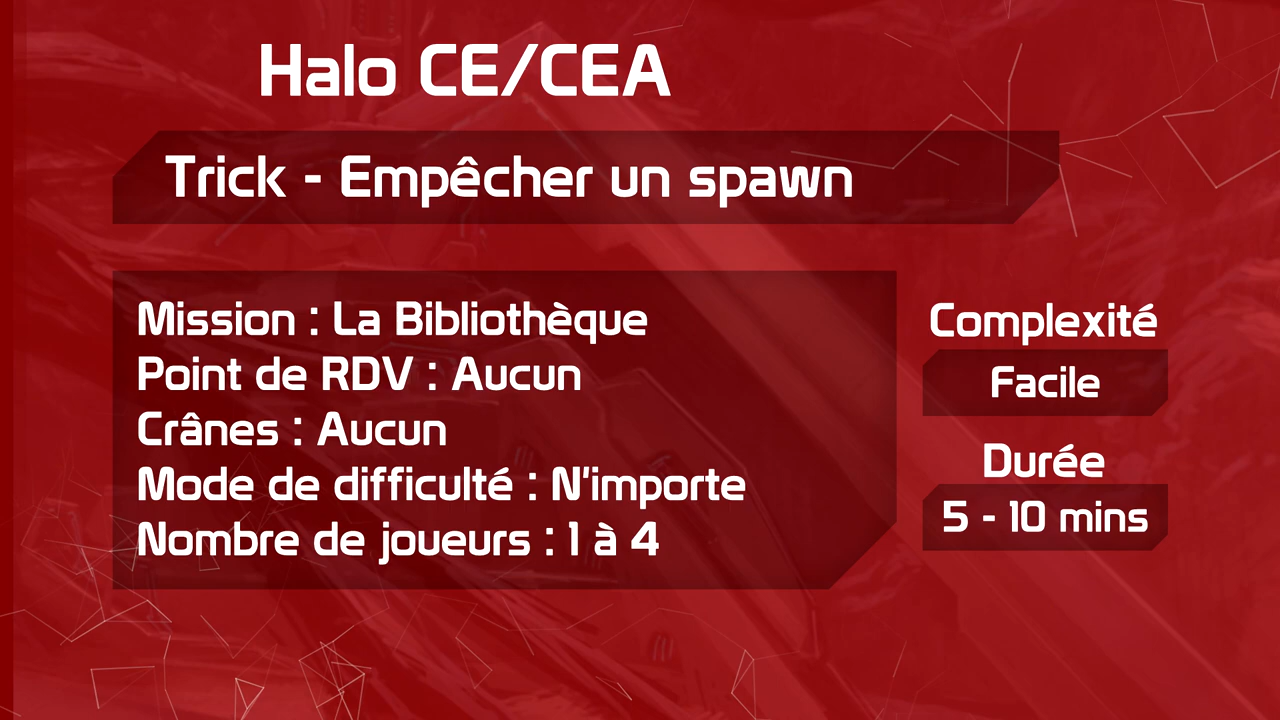 Halo CE/CEA
Trick - Empêcher un spawn
Mission : La Bibliothèque
Point de RDV : Aucun
Crânes : Aucun
Mode de difficulté : N'importe
Nombre de joueurs : 1 à 4
Complexité
Facile
Durée
5 - 10 mins